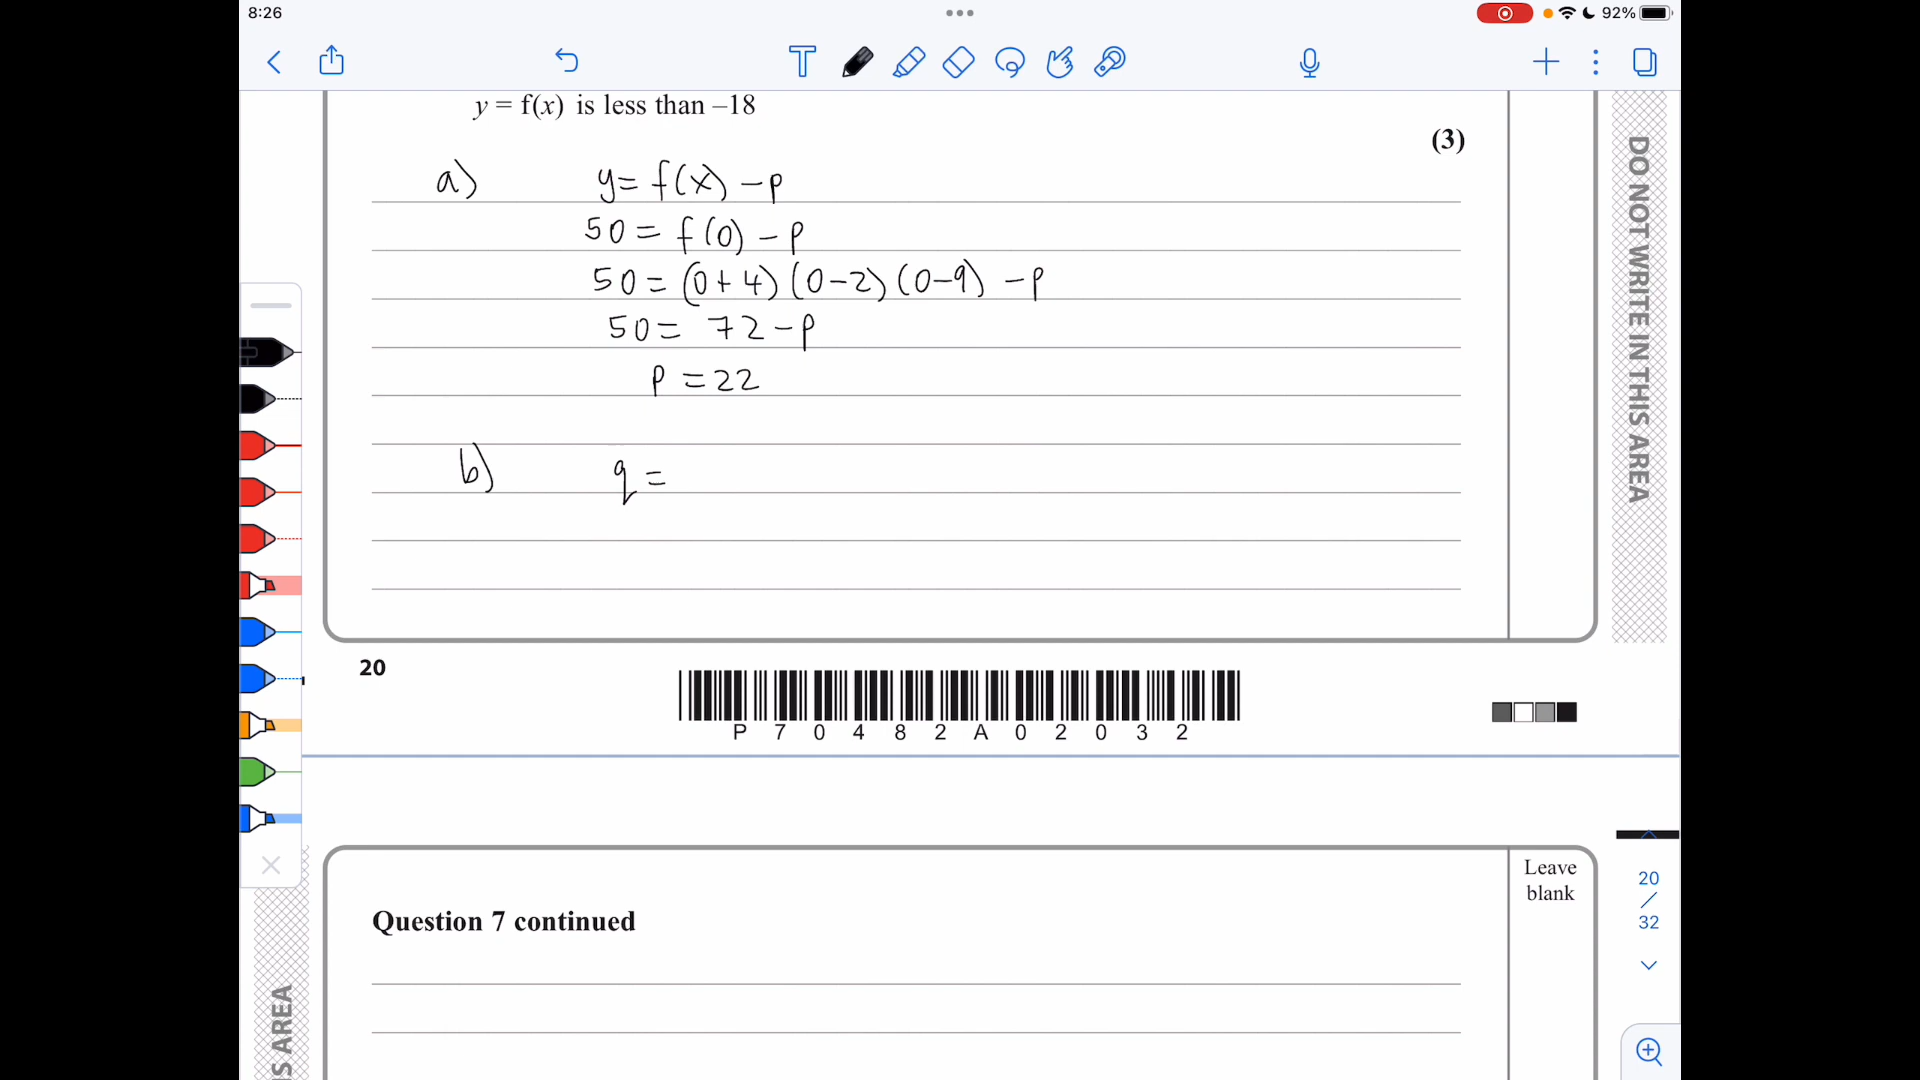 8:26
92%
y = f(x) is less than –18
(3)
a) y = f(x) – p
50 = f(0) – p
50 = (0+4)(0–2)(0–9) – p
50 = 72 – p
p = 22
b) q =
DO NOT WRITE IN THIS AREA
20
P 7 0 4 8 2 A 0 2 0 3 2
Leave
blank
Question 7 continued
20
/
32
IS AREA